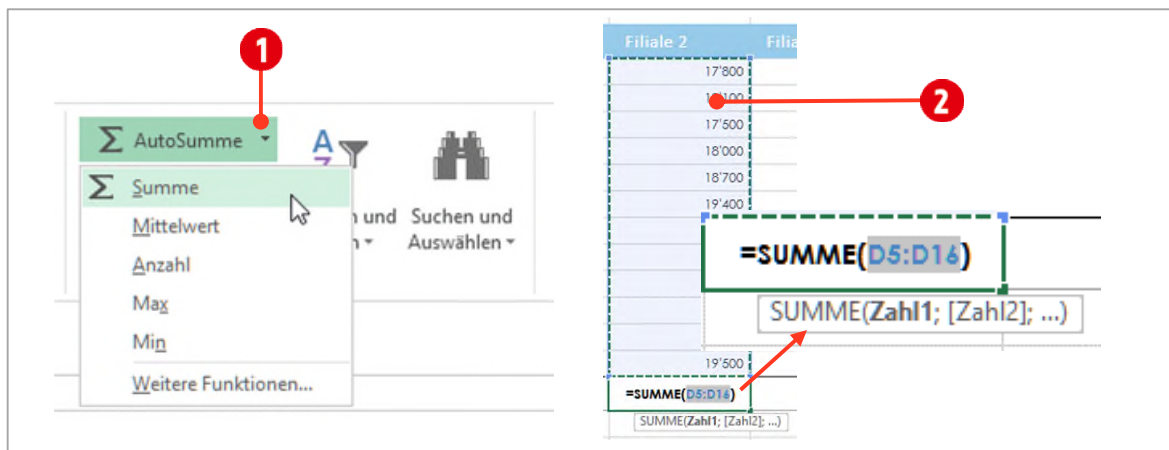 1
AutoSumme
Summe
Mittelwert
Anzahl
Max
Min
Weitere Funktionen...
und
Suchen und
Auswählen
Filiale 2
Filia
17'800
17'500
18'000
18'700
19'400
19'500
=SUMME(D5:D16)
SUMME(Zahl1; [Zahl2]; ...)
2
=SUMME(D5:D16)
SUMME(Zahl1; [Zahl2]; ...)